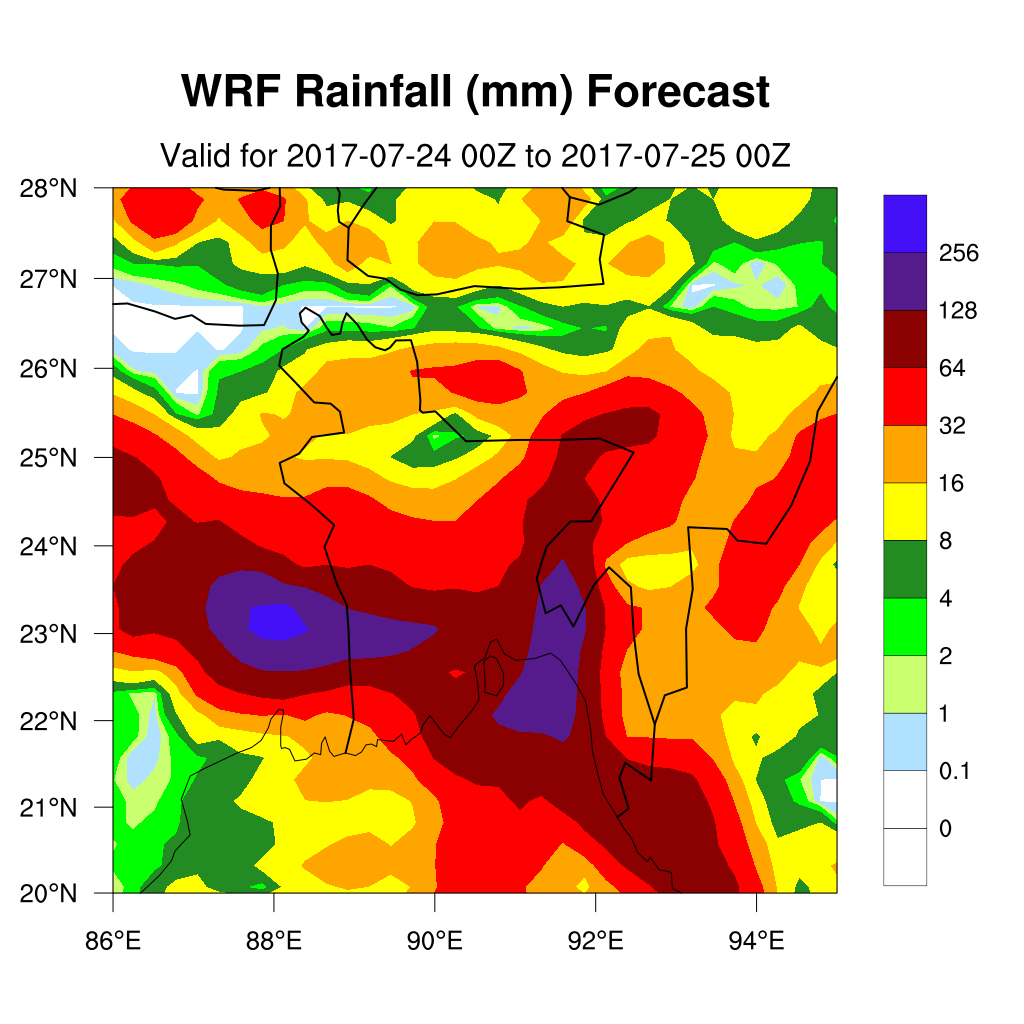 WRF Rainfall (mm) Forecast
Valid for 2017-07-24 00Z to 2017-07-25 00Z
28°N
27°N
26°N
25°N
24°N
23°N
22°N
21°N
20°N
86°E 88°E 90°E 92°E 94°E
256
128
64
32
16
8
4
2
1
0.1
0